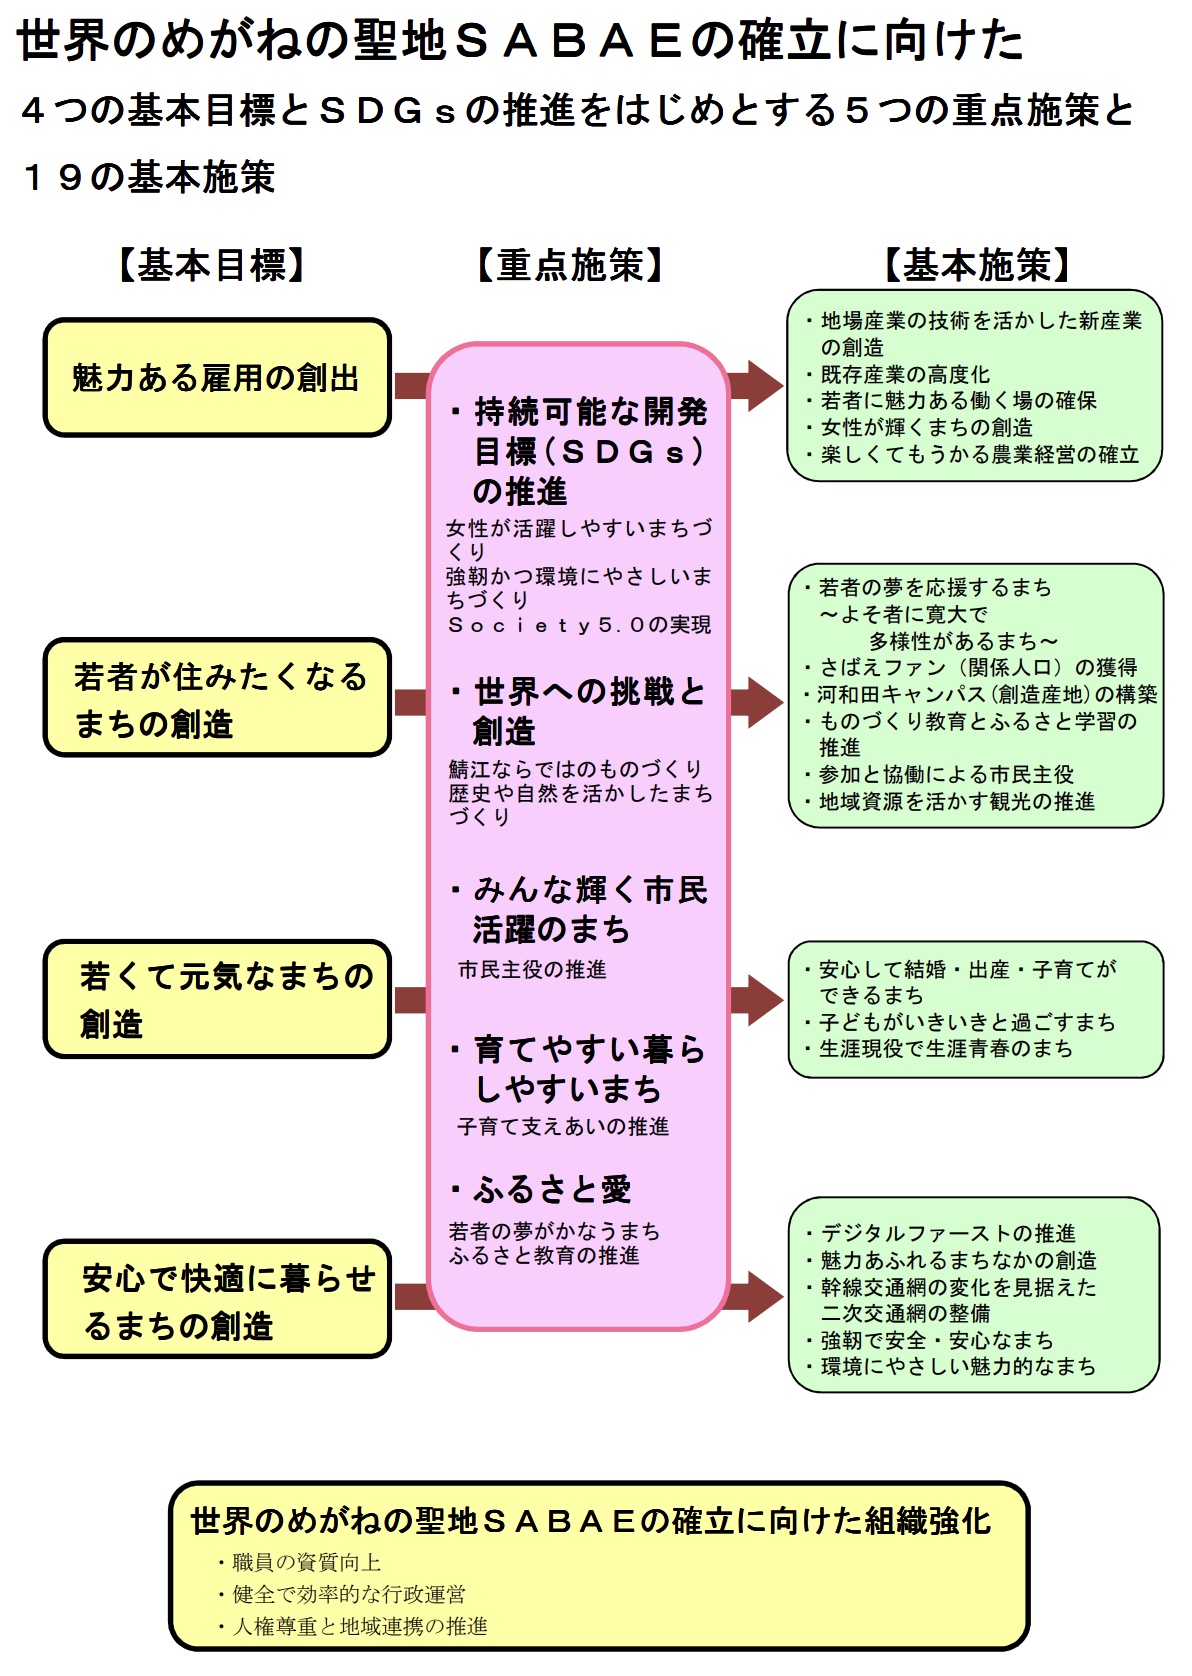 世界のめがねの聖地ＳＡＢＡＥの確立に向けた
４つの基本目標とＳＤＧｓの推進をはじめとする５つの重点施策と
１９の基本施策
【基本目標】
【重点施策】
【基本施策】
魅力ある雇用の創出
若者が住みたくなる
まちの創造
若くて元気なまちの
創造
安心で快適に暮らせ
るまちの創造
・持続可能な開発
目標（ＳＤＧｓ）
の推進
女性が活躍しやすいまちづ
くり
強靭かつ環境にやさしいま
ちづくり
Ｓｏｃｉｅｔｙ５.０の実現
・世界への挑戦と
創造
鯖江ならではのものづくり
歴史や自然を活かしたまち
づくり
・みんな輝く市民
活躍のまち
市民主役の推進
・育てやすい暮ら
しやすいまち
子育て支えあいの推進
・ふるさと愛
若者の夢がかなうまち
ふるさと教育の推進
・地場産業の技術を活かした新産業
の創造
・既存産業の高度化
・若者に魅力ある働く場の確保
・女性が輝くまちの創造
・楽しくてもうかる農業経営の確立
・若者の夢を応援するまち
～よそ者に寛大で
多様性があるまち～
・さばえファン（関係人口）の獲得
・河和田キャンパス(創造産地)の構築
・ものづくり教育とふるさと学習の
推進
・参加と協働による市民主役
・地域資源を活かす観光の推進
・安心して結婚・出産・子育てが
できるまち
・子どもがいきいきと過ごすまち
・生涯現役で生涯青春のまち
・デジタルファーストの推進
・魅力あふれるまちなかの創造
・幹線交通網の変化を見据えた
二次交通網の整備
・強靭で安全・安心なまち
・環境にやさしい魅力的なまち
世界のめがねの聖地ＳＡＢＡＥの確立に向けた組織強化
・職員の資質向上
・健全で効率的な行政運営
・人権尊重と地域連携の推進